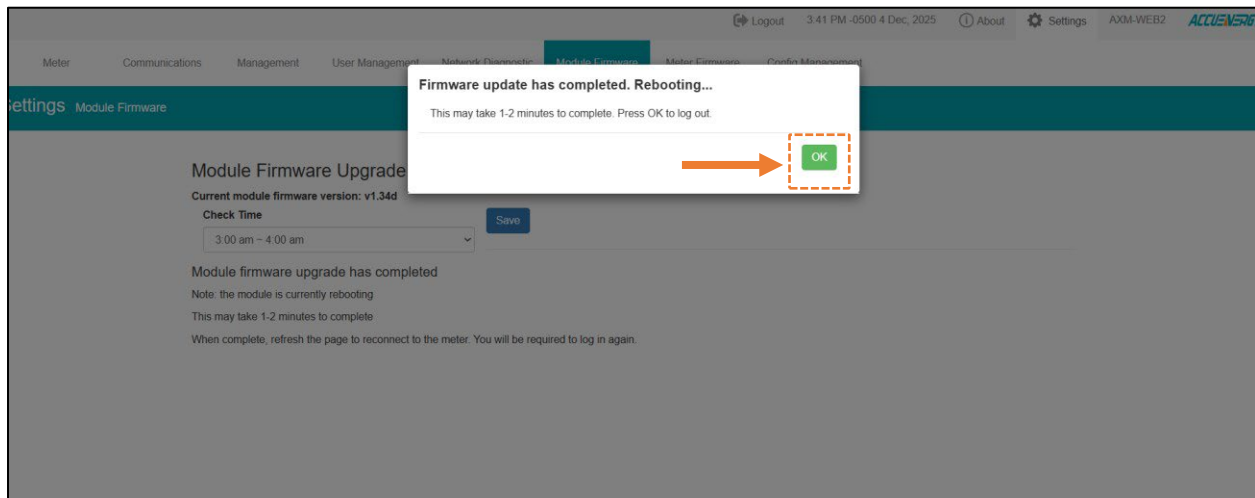 Logout 3:41 PM -0500 4 Dec, 2025 About Settings AXM-WEB2
Meter Communications Management User Management Network Diagnostic Module Firmware Meter Firmware Config Management
Settings Module Firmware
Firmware update has completed. Rebooting...
This may take 1-2 minutes to complete. Press OK to log out.
OK
Module Firmware Upgrade
Current module firmware version: v1.34d
Check Time
Save
3:00 am – 4:00 am
Module firmware upgrade has completed
Note: the module is currently rebooting
This may take 1-2 minutes to complete
When complete, refresh the page to reconnect to the meter. You will be required to log in again.